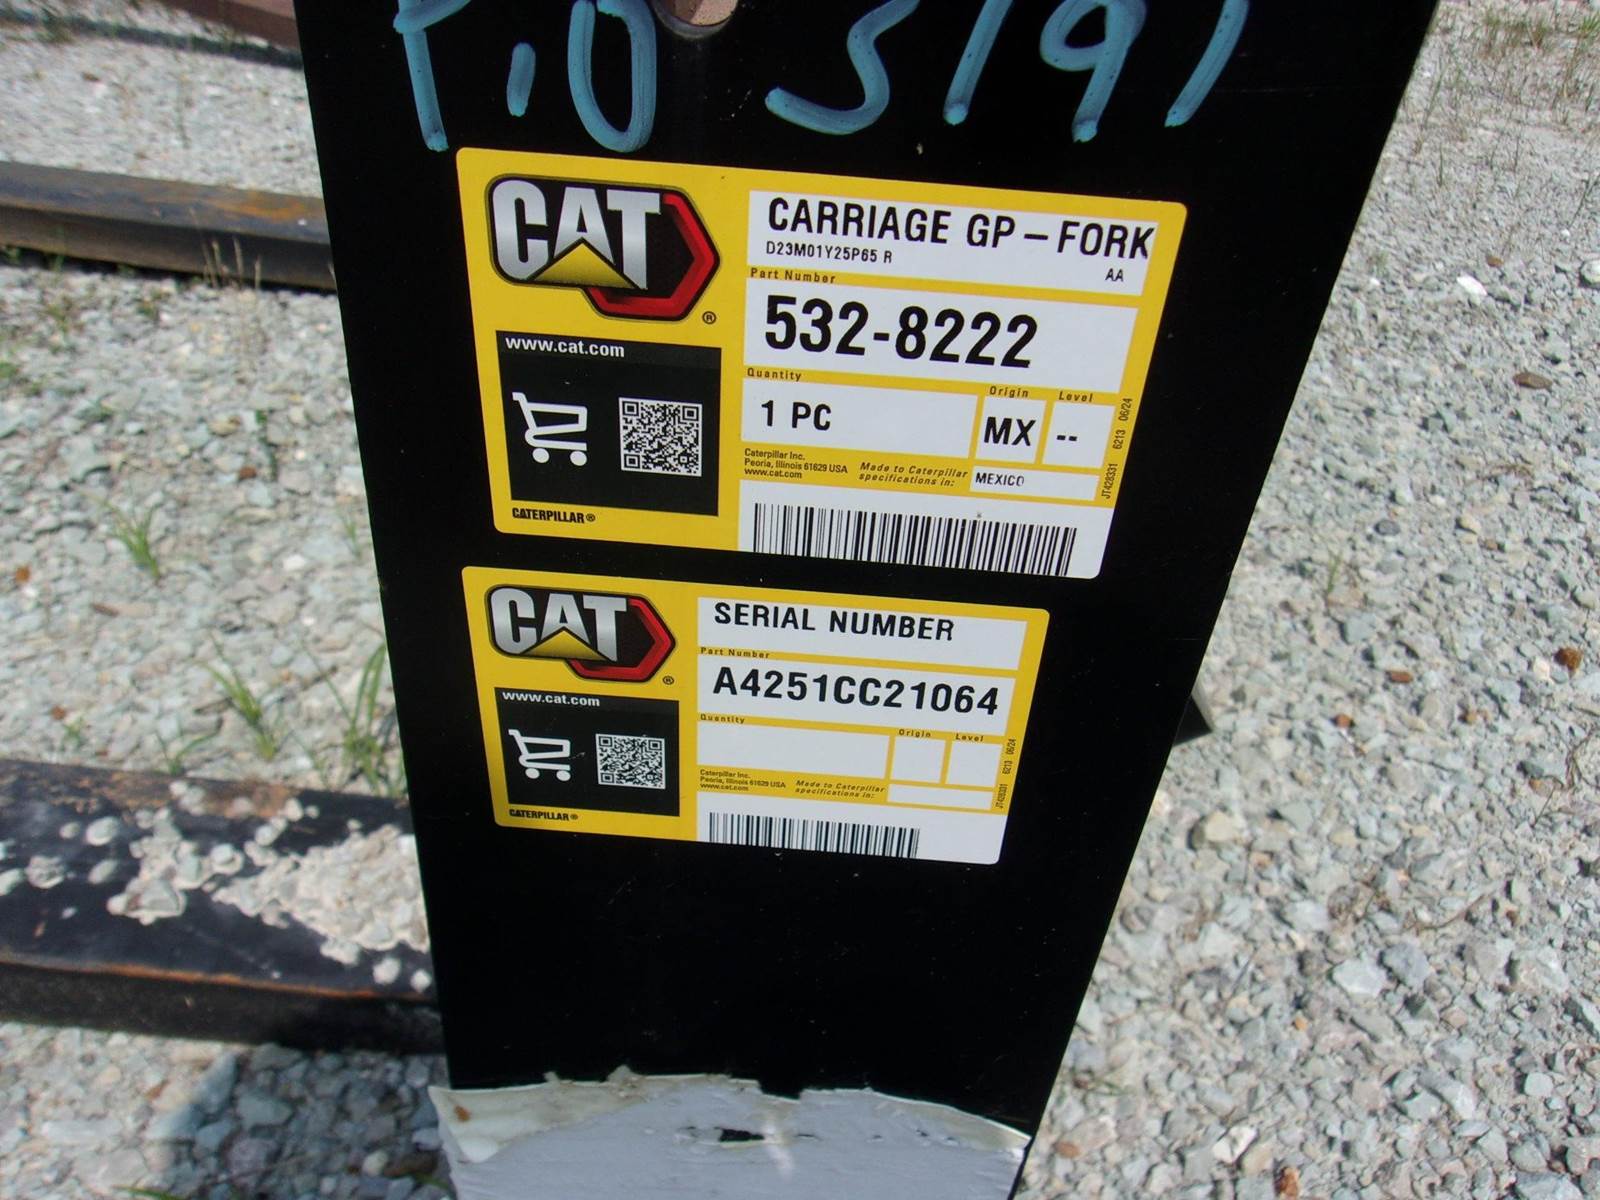 P.O 5191
CAT
®
CARRIAGE GP – FORK
D23M01Y25P65 R
AA
Part Number
532-8222
www.cat.com
Quantity
Origin
Level
1 PC
MX
--
Caterpillar Inc.
Peoria, Illinois 61629 USA
www.cat.com
Made to Caterpillar
specifications in:
MEXICO
JT428331 6213 06/24
CATERPILLAR®
CAT
®
SERIAL NUMBER
Part Number
A4251CC21064
www.cat.com
Quantity
Origin
Level
Caterpillar Inc.
Peoria, Illinois 61629 USA
www.cat.com
Made to Caterpillar
specifications in:
JT428331 6213 06/24
CATERPILLAR®